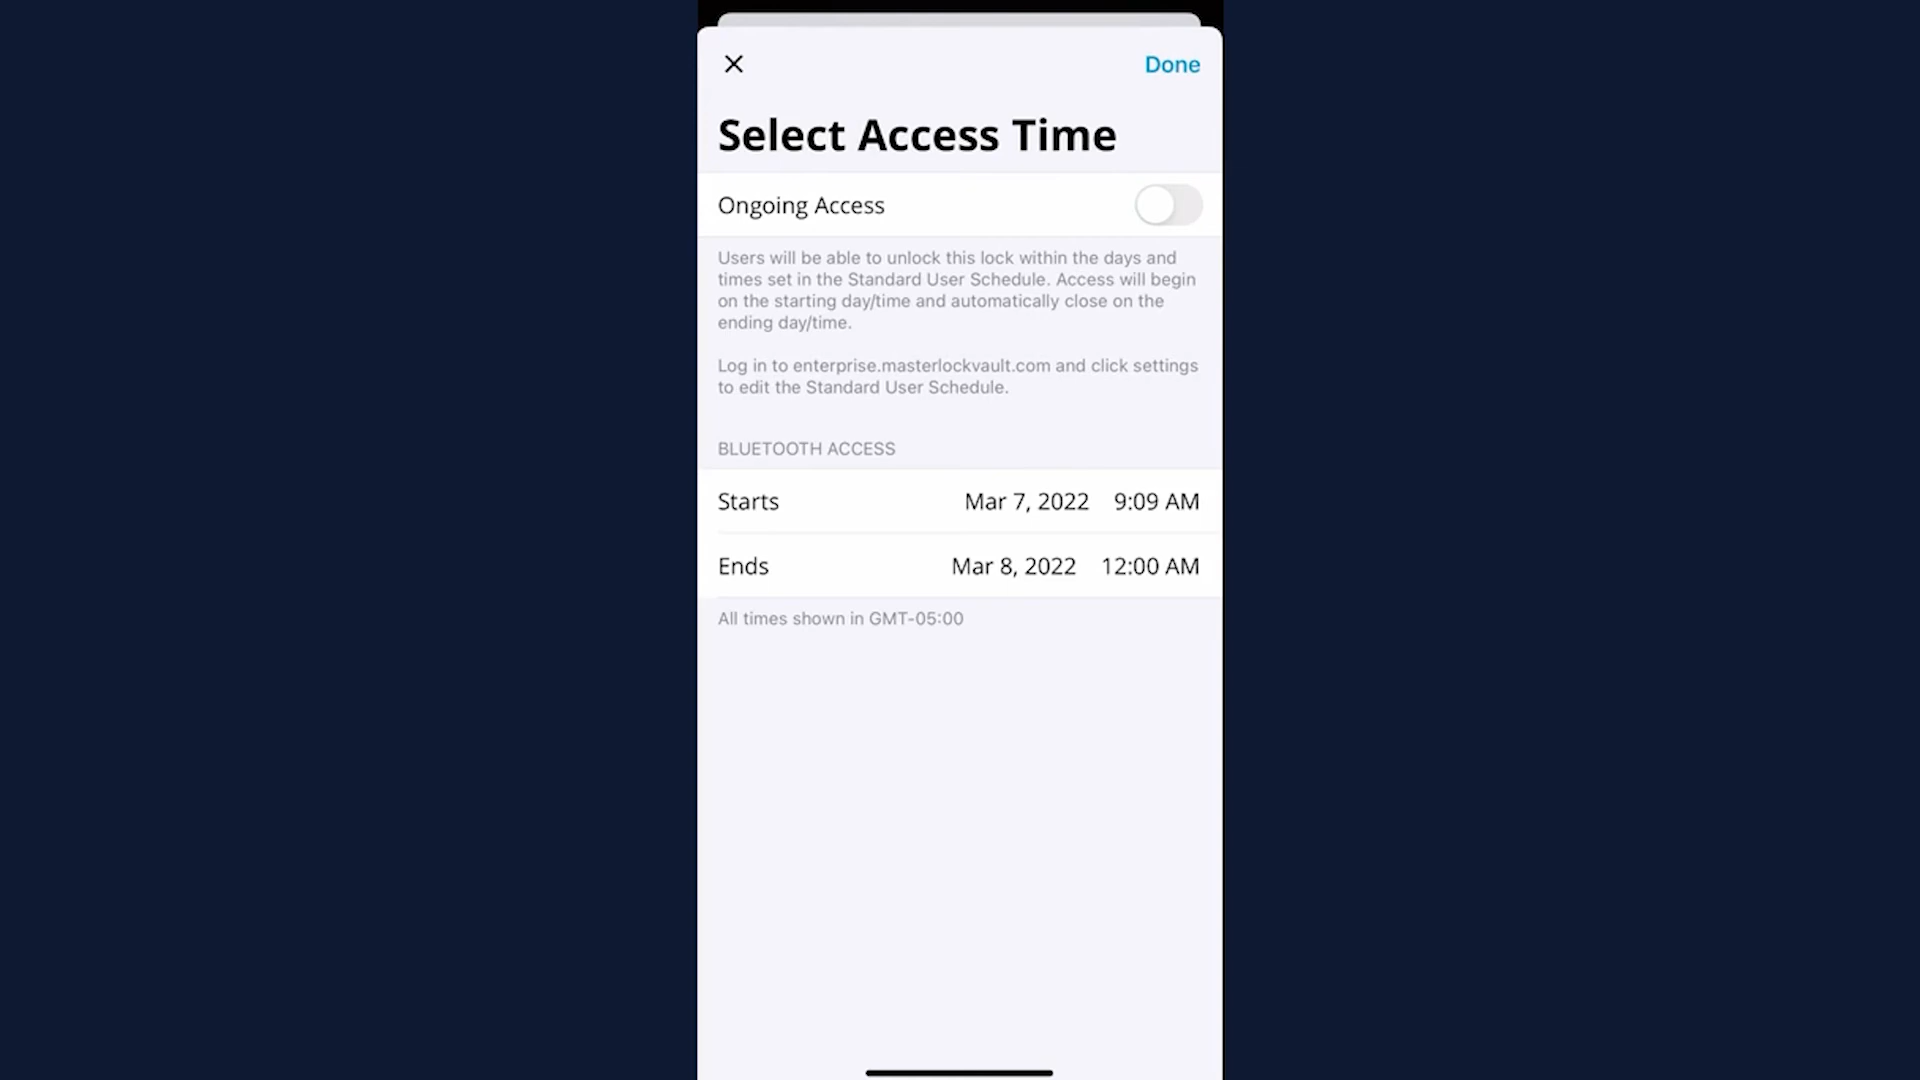 Done
Select Access Time
Ongoing Access
Users will be able to unlock this lock within the days and
times set in the Standard User Schedule. Access will begin
on the starting day/time and automatically close on the
ending day/time.
Log in to enterprise.masterlockvault.com and click settings
to edit the Standard User Schedule.
BLUETOOTH ACCESS
Starts Mar 7, 2022 9:09 AM
Ends Mar 8, 2022 12:00 AM
All times shown in GMT-05:00